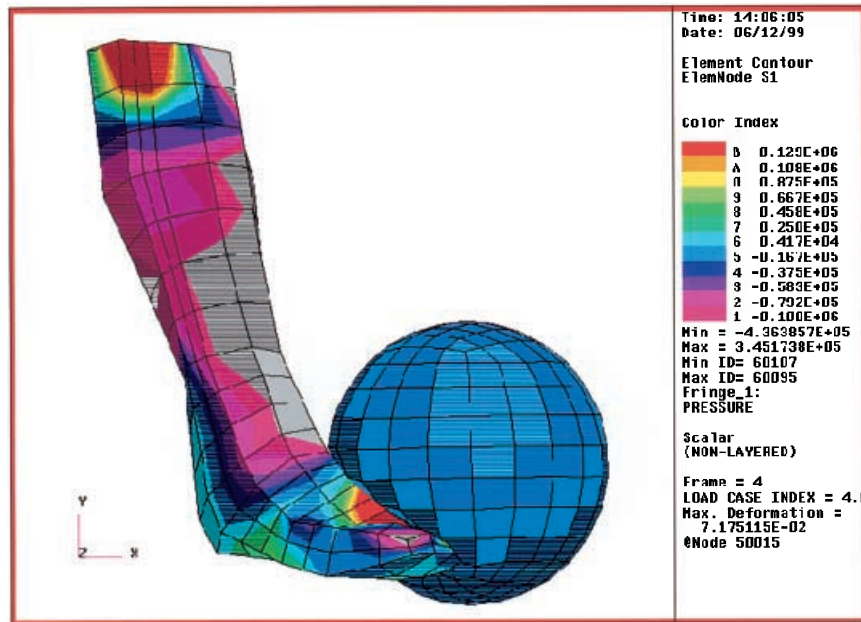 Time: 14:06:05
Date: 06/12/99
Element Contour
ElemNode S1
Color Index
B 0.129E+06
A 0.108E+06
0 0.875E+05
9 0.667E+05
8 0.458E+05
7 0.250E+05
6 0.417E+04
5 -0.167E+05
4 -0.375E+05
3 -0.583E+05
2 -0.792E+05
1 -0.100E+06
Min = -4.363857E+05
Max = 3.451738E+05
Min ID= 60107
Max ID= 60095
Fringe_1:
PRESSURE
Scalar
(NON-LAYERED)
Frame = 4
LOAD CASE INDEX = 4.
Max. Deformation =
7.175115E-02
@Node 50015
Y
Z X